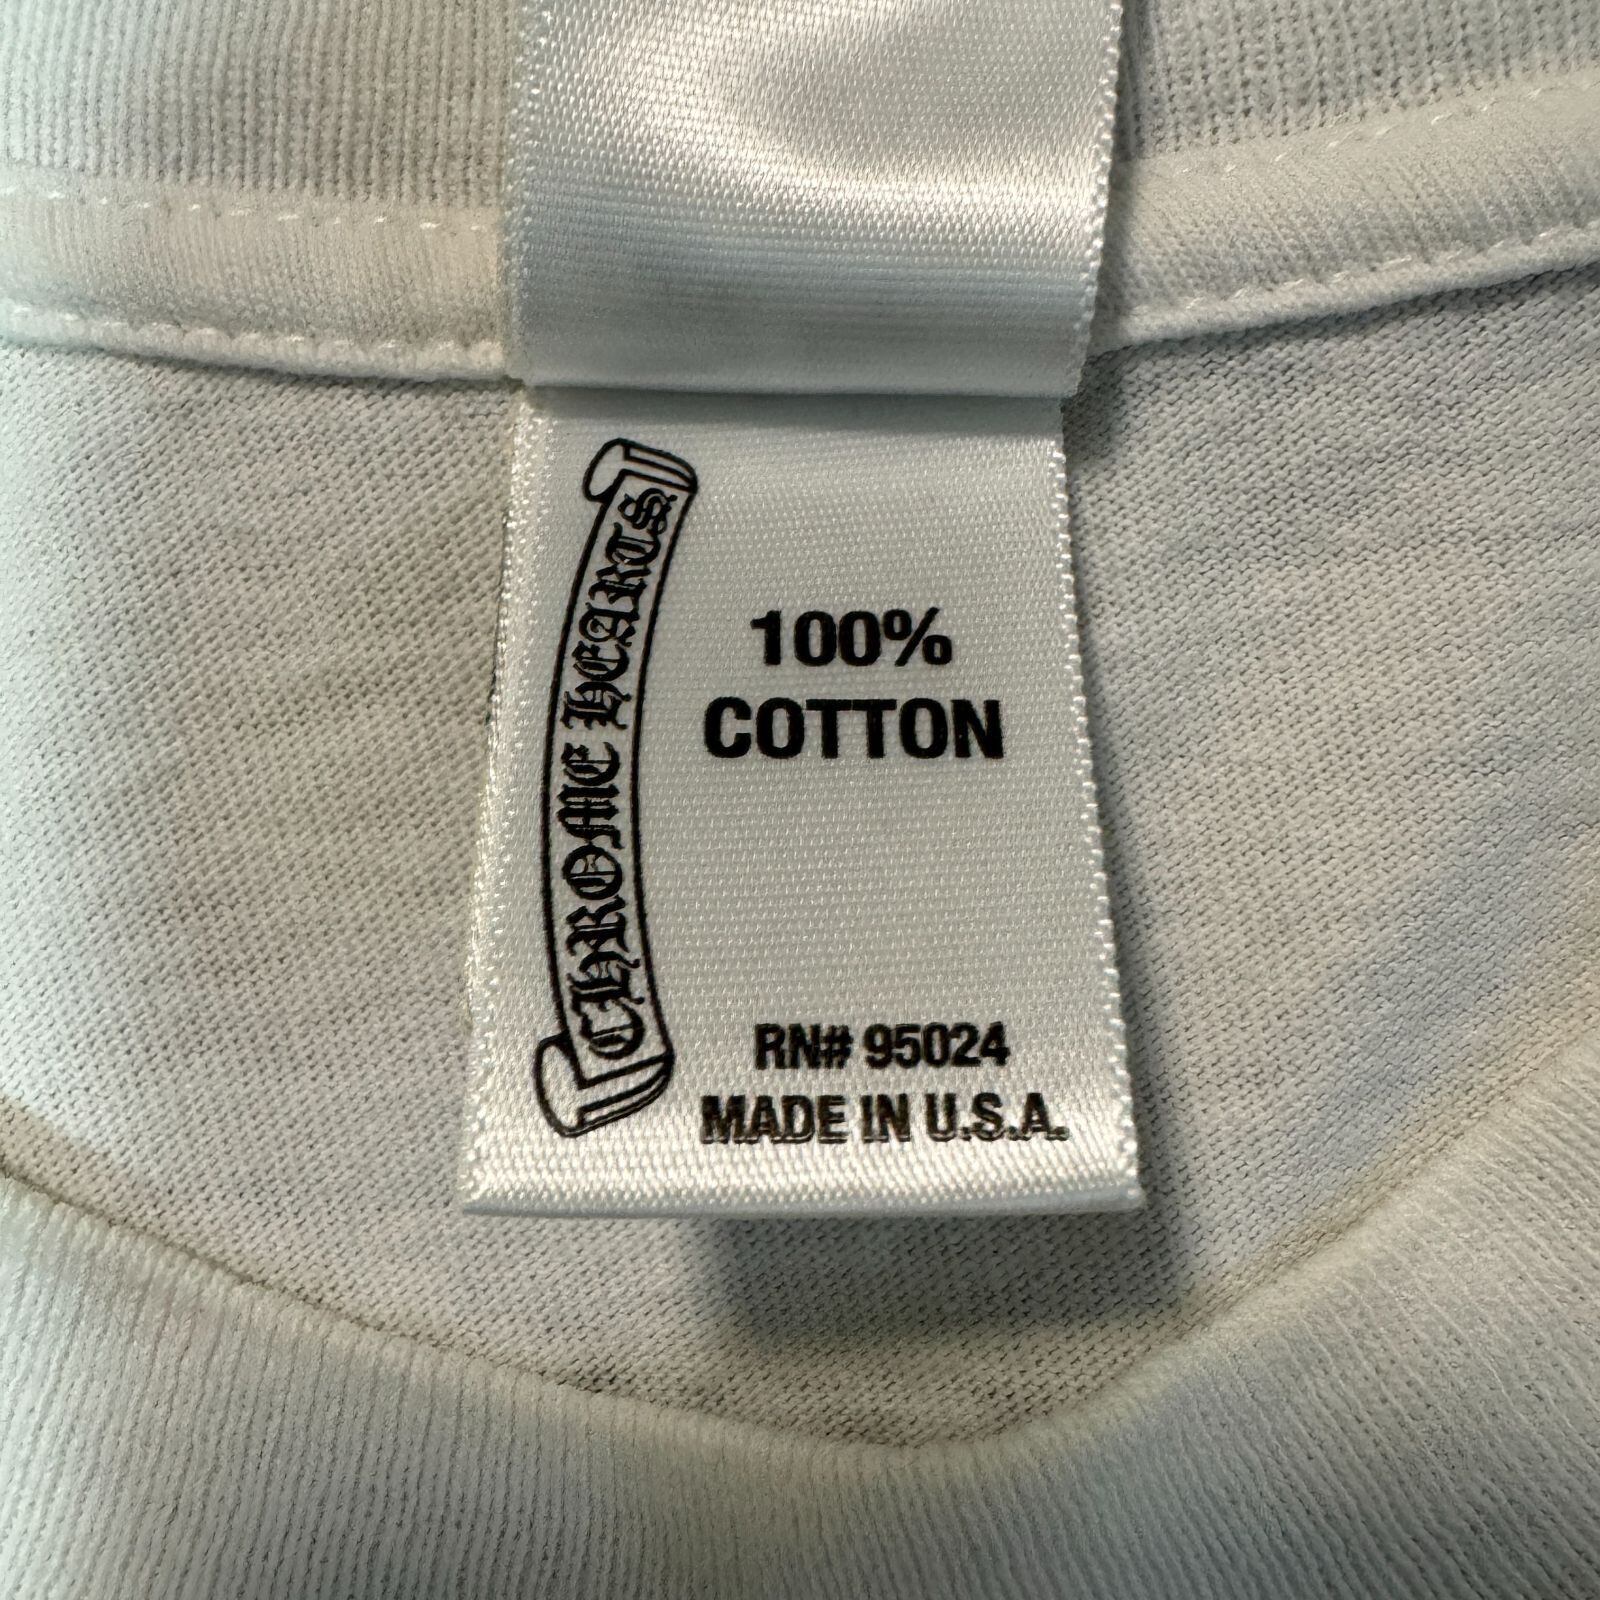 CHROME HEARTS
100%
COTTON
RN# 95024
MADE IN U.S.A.